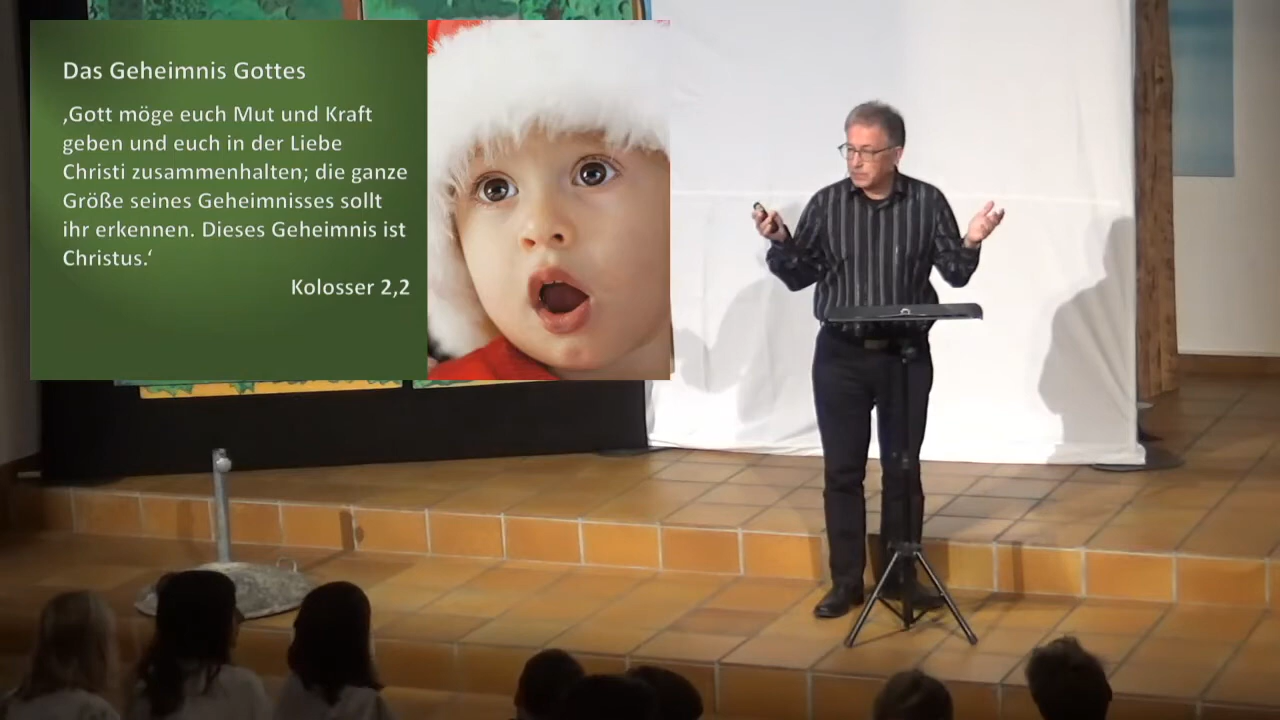 Das Geheimnis Gottes
‚Gott möge euch Mut und Kraft
geben und euch in der Liebe
Christi zusammenhalten; die ganze
Größe seines Geheimnisses sollt
ihr erkennen. Dieses Geheimnis ist
Christus.‘
Kolosser 2,2